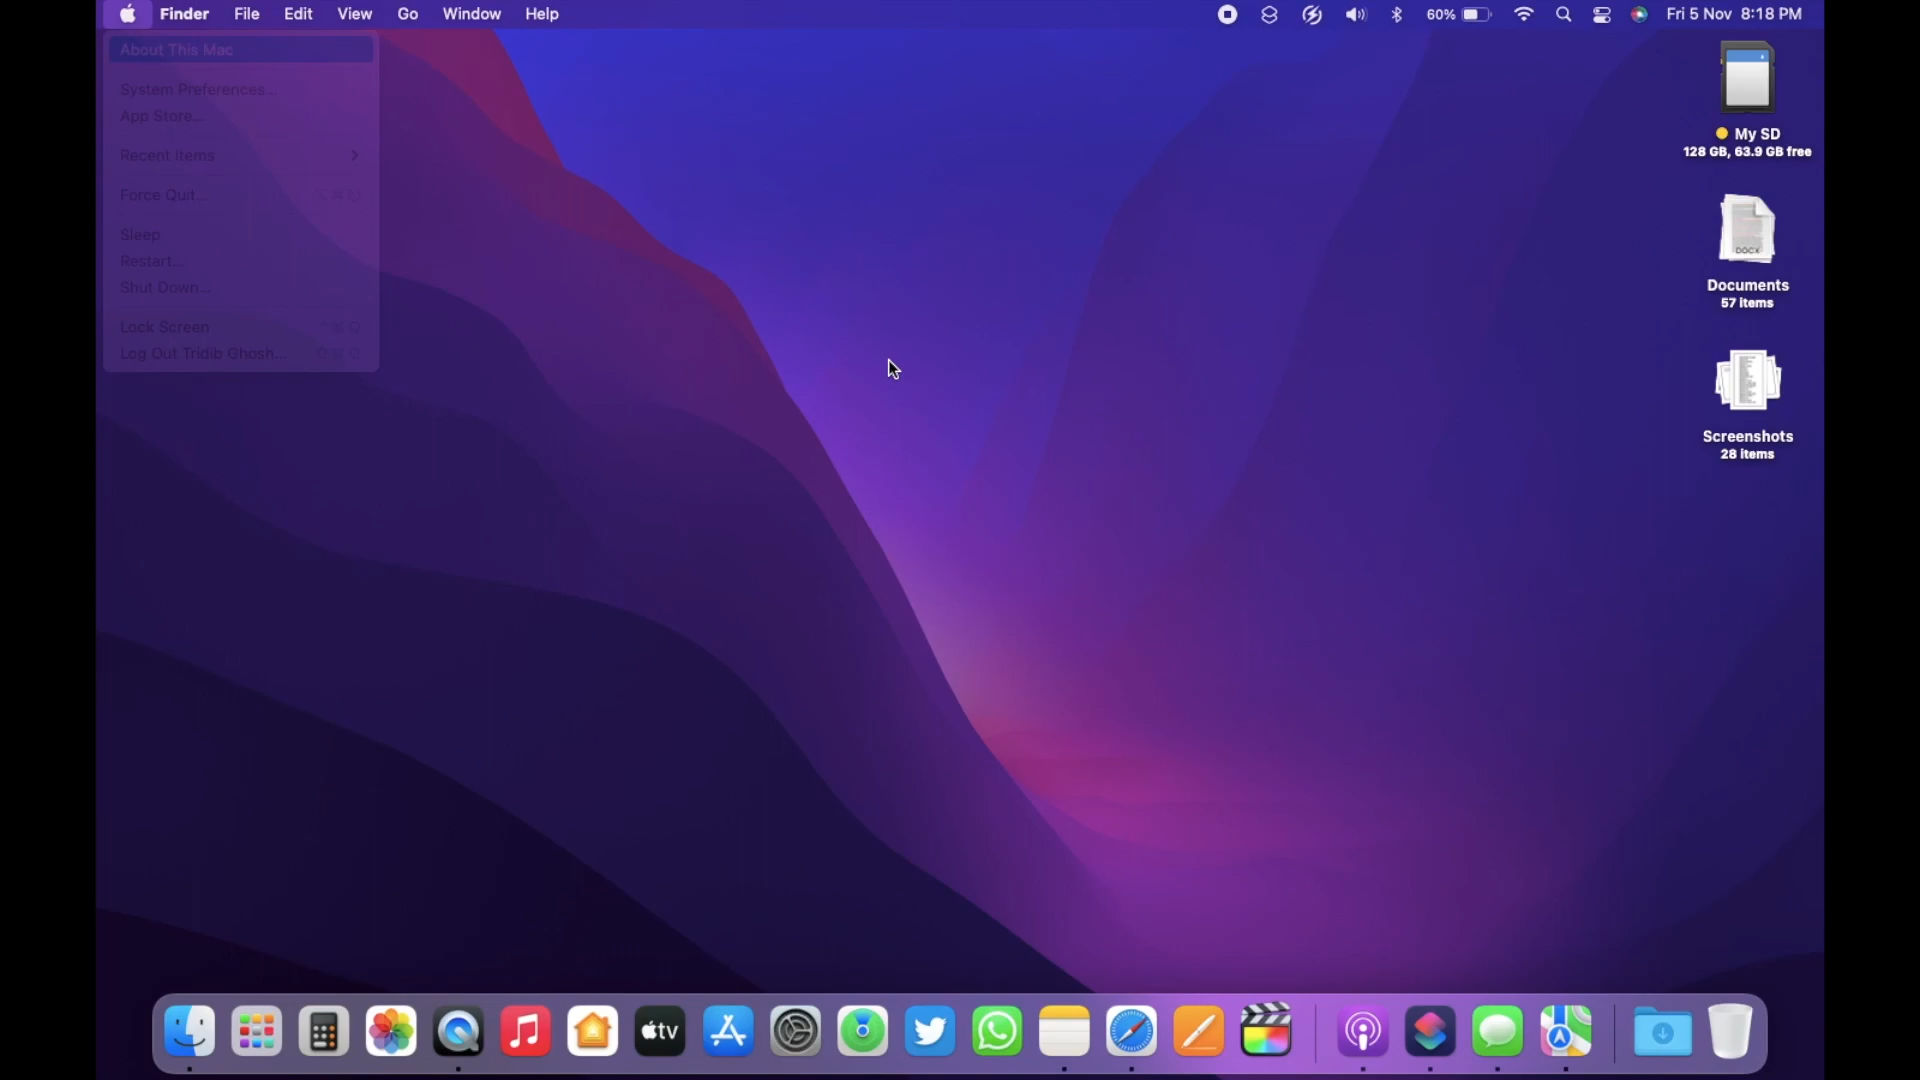 Finder File Edit View Go Window Help
60% Fri 5 Nov 8:18 PM
About This Mac
System Preferences...
App Store...
Recent Items
Force Quit...
Sleep
Restart...
Shut Down...
Lock Screen
Log Out Tridib Ghosh...
My SD
128 GB, 63.9 GB free
DOCX
Documents
57 items
Screenshots
28 items
tv